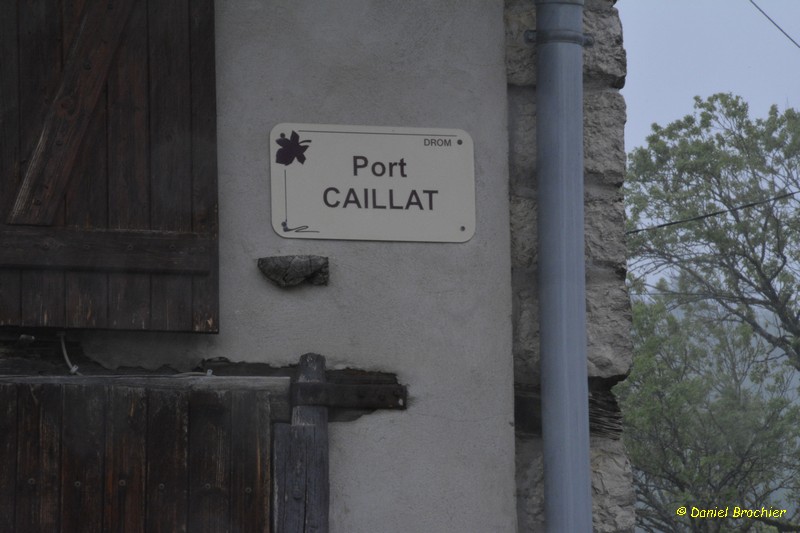 DROM
Port
CAILLAT
© Daniel Brochier